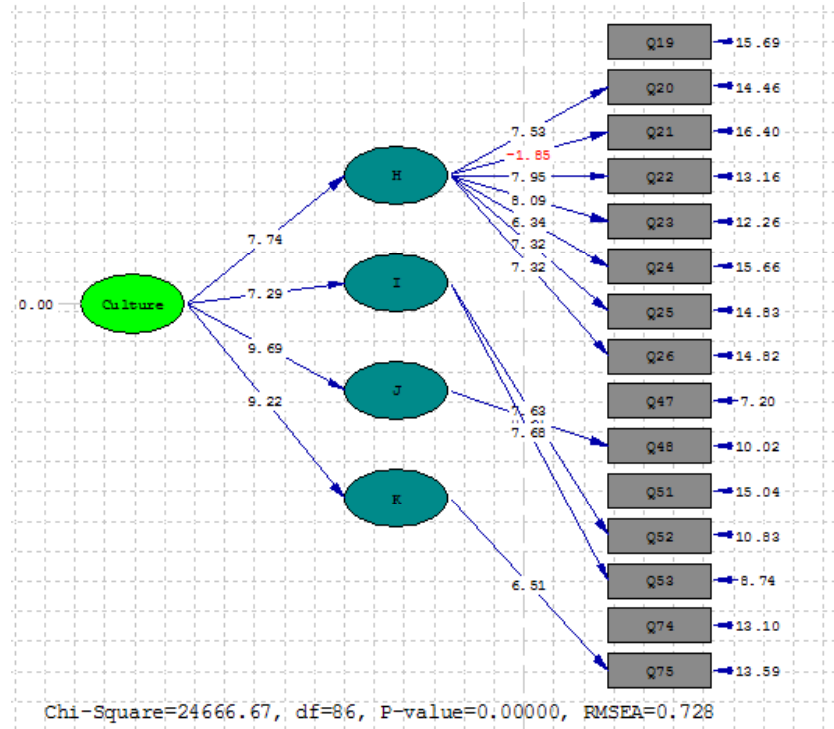 Q19 15.69
Q20 14.46
7.53
Q21 16.40
-1.85
H 7.95 Q22 13.16
8.09
Q23 12.26
6.34
7.74
7.32
Q24 15.66
7.32
I
7.29
0.00 Culture
Q25 14.83
9.69
Q26 14.82
J
9.22
Q47 7.20
7.63
7.68
Q48 10.02
K
Q51 15.04
Q52 10.83
6.51
Q53 8.74
Q74 13.10
Q75 13.59
Chi-Square=24666.67, df=86, P-value=0.00000, RMSEA=0.728